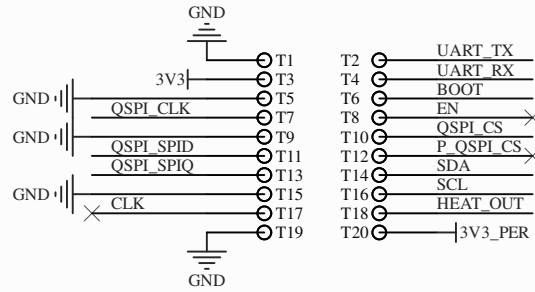 GND
T1 T2 UART_TX
3V3 T3 T4 UART_RX
GND T5 T6 BOOT
QSPI_CLK T7 T8 EN
GND T9 T10 QSPI_CS
QSPI_SPID T11 T12 P_QSPI_CS
QSPI_SPIQ T13 T14 SDA
GND T15 T16 SCL
CLK T17 T18 HEAT_OUT
T19 T20 3V3_PER
GND